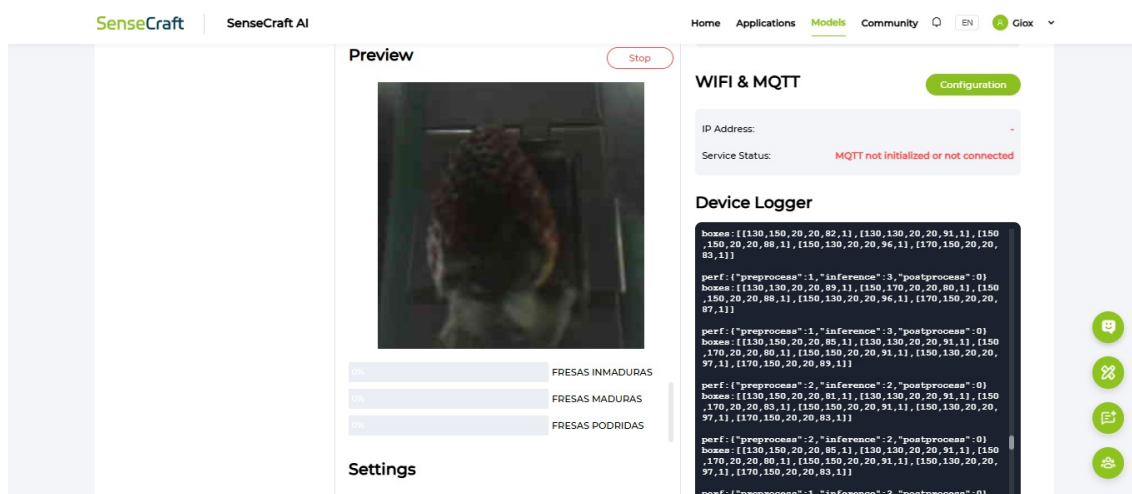 SenseCraft
SenseCraft AI
Home Applications Models Community EN Giox
Preview
Stop
0%
FRESAS INMADURAS
0%
FRESAS MADURAS
0%
FRESAS PODRIDAS
Settings
WIFI & MQTT
Configuration
IP Address: -
Service Status: MQTT not initialized or not connected
Device Logger
boxes:[[130,150,20,20,82,1],[130,130,20,20,91,1],[150
,150,20,20,88,1],[150,130,20,20,96,1],[170,150,20,20,
83,1]]
perf:{"preprocess":1,"inference":3,"postprocess":0}
boxes:[[130,130,20,20,89,1],[150,170,20,20,80,1],[150
,150,20,20,88,1],[150,130,20,20,96,1],[170,150,20,20,
87,1]]
perf:{"preprocess":1,"inference":3,"postprocess":0}
boxes:[[130,150,20,20,85,1],[130,130,20,20,91,1],[150
,170,20,20,80,1],[150,150,20,20,91,1],[150,130,20,20,
97,1],[170,150,20,20,89,1]]
perf:{"preprocess":2,"inference":2,"postprocess":0}
boxes:[[130,150,20,20,81,1],[130,130,20,20,91,1],[150
,170,20,20,83,1],[150,150,20,20,91,1],[150,130,20,20,
97,1],[170,150,20,20,83,1]]
perf:{"preprocess":2,"inference":2,"postprocess":0}
boxes:[[130,150,20,20,85,1],[130,130,20,20,91,1],[150
,170,20,20,80,1],[150,150,20,20,91,1],[150,130,20,20,
97,1],[170,150,20,20,83,1]]